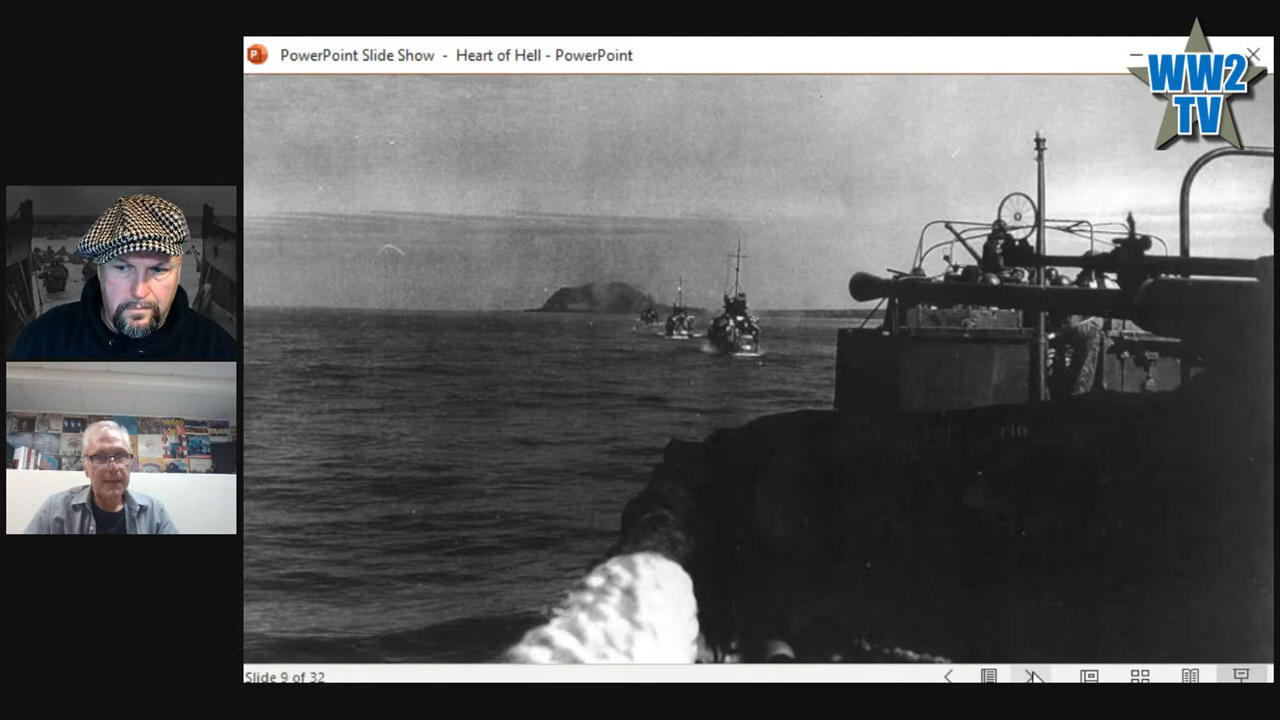 PowerPoint Slide Show - Heart of Hell - PowerPoint
WW2
TV
Slide 9 of 32